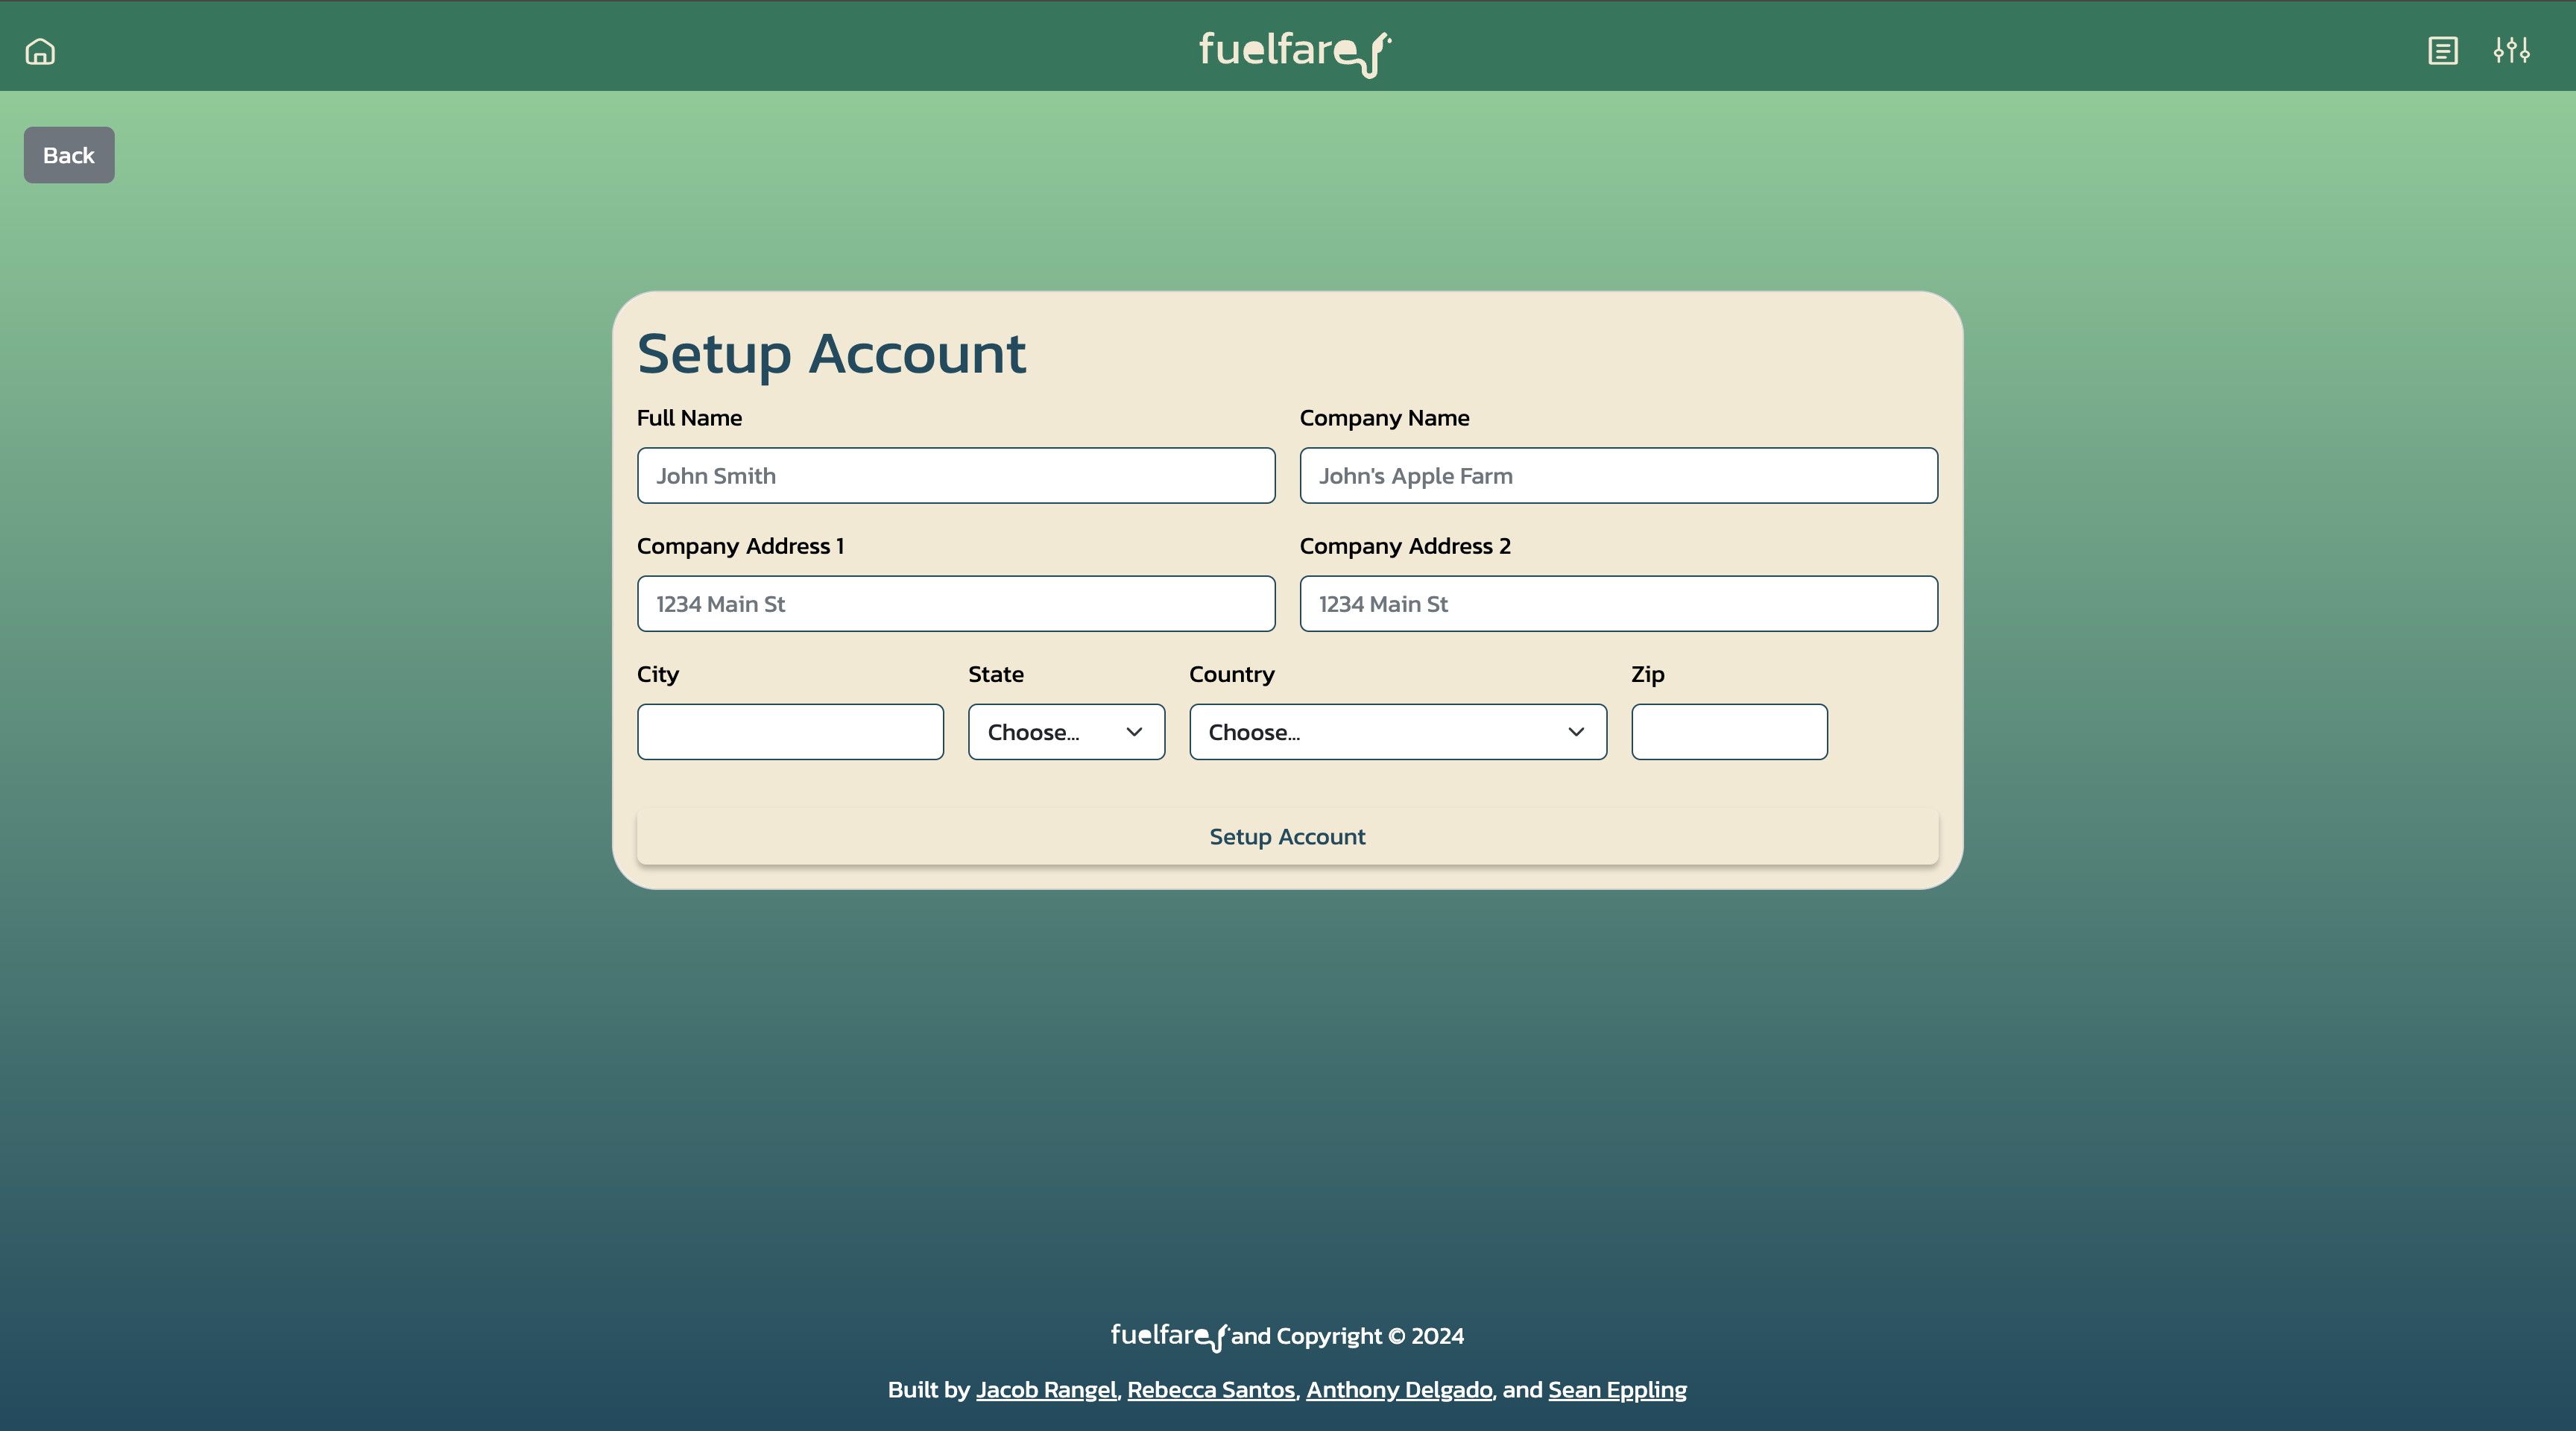 fuelfare
Back
Setup Account
Full Name
Company Name
John Smith
John's Apple Farm
Company Address 1
Company Address 2
1234 Main St
1234 Main St
City
State
Country
Zip
Choose...
Choose...
Setup Account
fuelfare and Copyright © 2024
Built by Jacob Rangel, Rebecca Santos, Anthony Delgado, and Sean Eppling